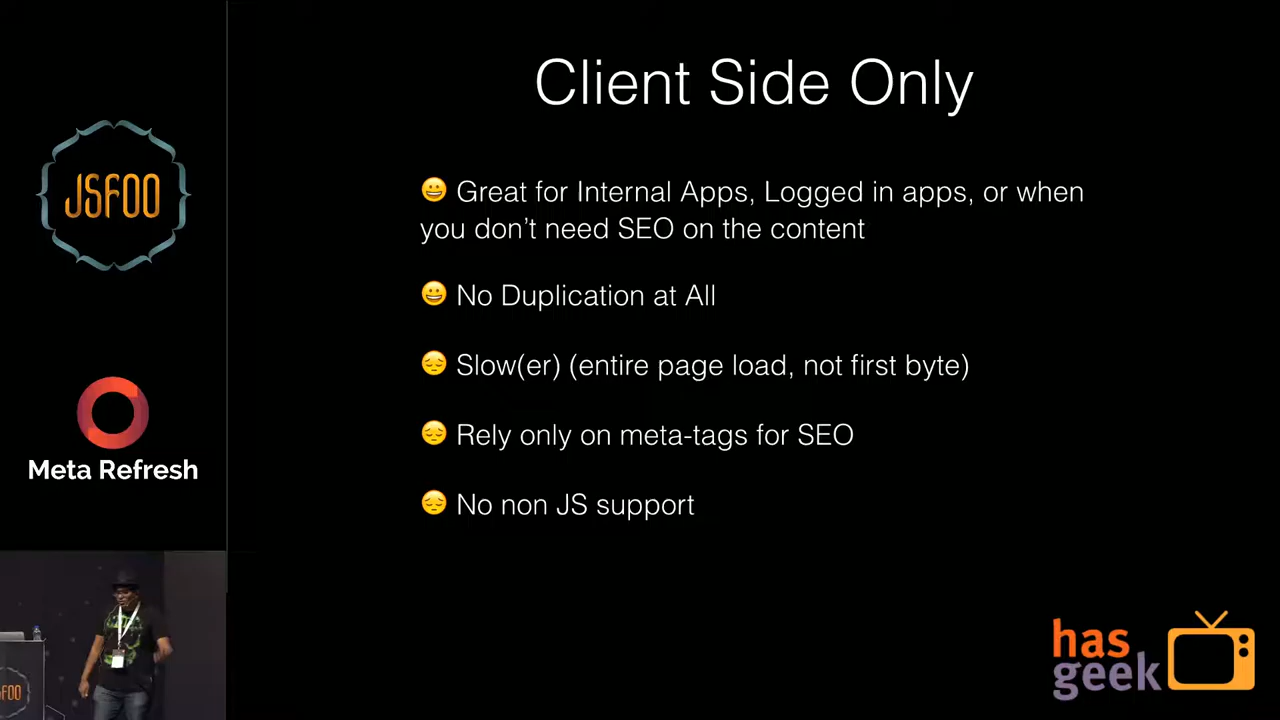 Client Side Only
😀 Great for Internal Apps, Logged in apps, or when
you don’t need SEO on the content
😀 No Duplication at All
😔 Slow(er) (entire page load, not first byte)
😔 Rely only on meta-tags for SEO
😔 No non JS support
JSFOO
Meta Refresh
SFOO
has
geek